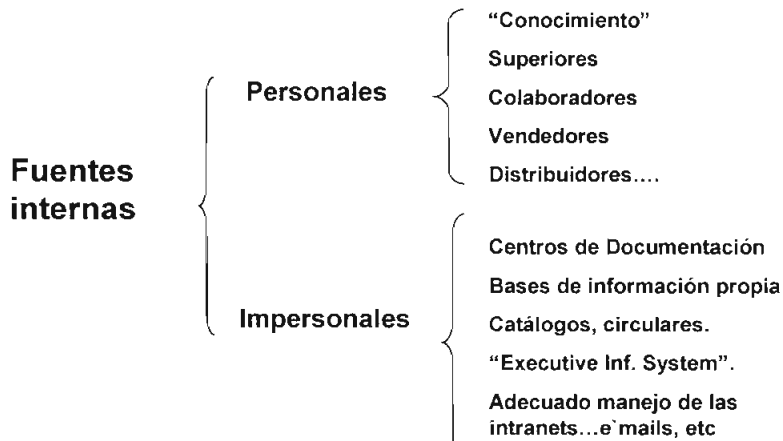 Fuentes
internas
Personales
“Conocimiento”
Superiores
Colaboradores
Vendedores
Distribuidores....
Impersonales
Centros de Documentación
Bases de información propia
Catálogos, circulares.
“Executive Inf. System”.
Adecuado manejo de las
intranets...e`mails, etc